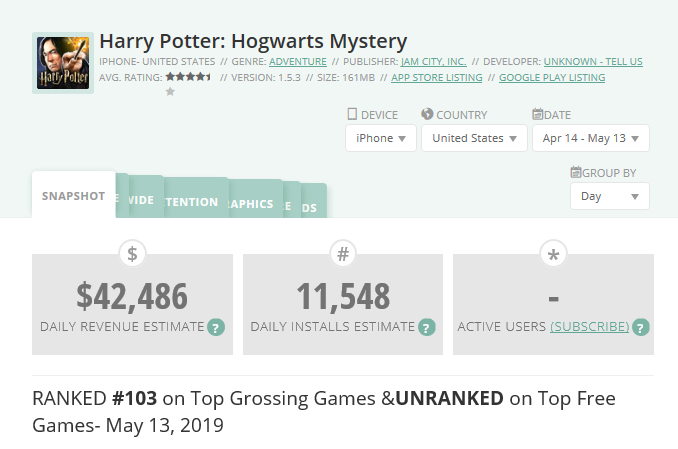 Harry Potter: Hogwarts Mystery
IPHONE- UNITED STATES // GENRE: ADVENTURE // PUBLISHER: JAM CITY, INC. // DEVELOPER: UNKNOWN - TELL US
AVG. RATING: // VERSION: 1.5.3 // SIZE: 161MB // APP STORE LISTING // GOOGLE PLAY LISTING
Harry Potter
DEVICE COUNTRY DATE
iPhone United States Apr 14 - May 13
GROUP BY
Day
SNAPSHOT E WIDE TENTION APHICS E DS
$ # *
$42,486 11,548 -
DAILY REVENUE ESTIMATE ? DAILY INSTALLS ESTIMATE ? ACTIVE USERS (SUBSCRIBE) ?
RANKED #103 on Top Grossing Games &UNRANKED on Top Free
Games- May 13, 2019